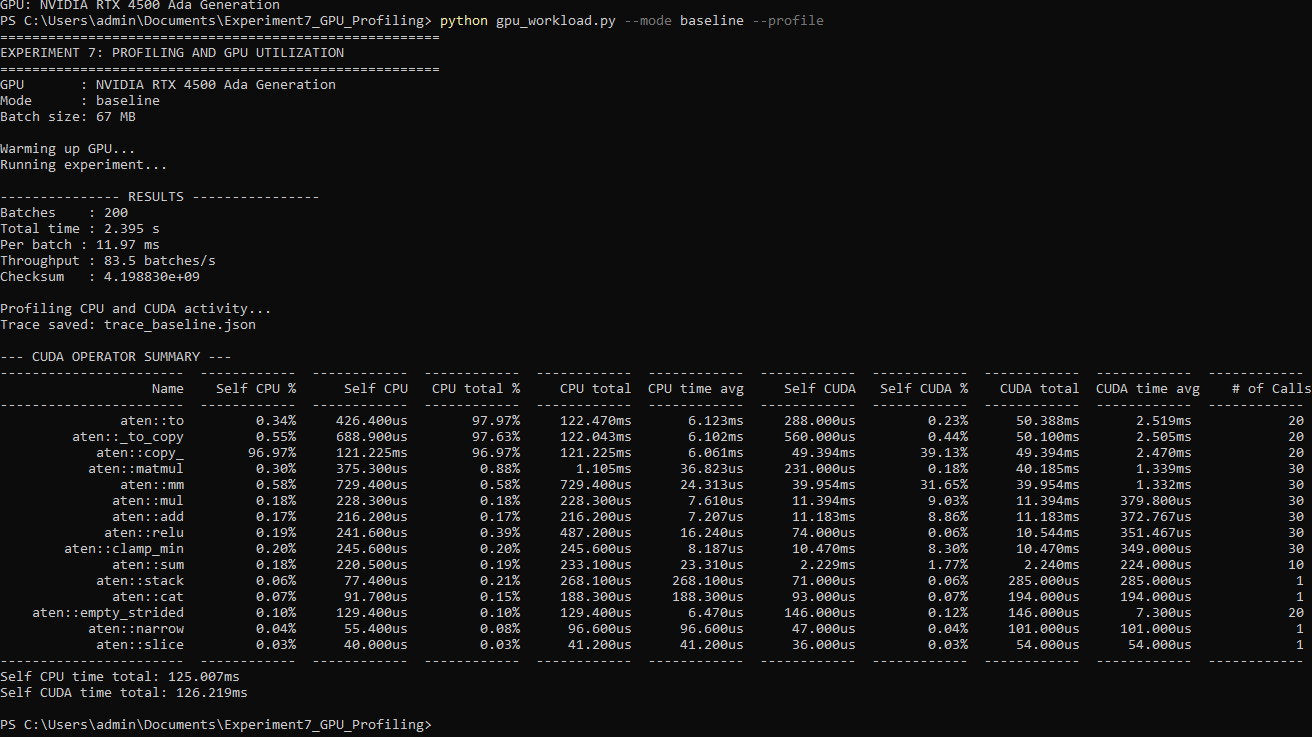 GPU: NVIDIA RTX 4500 Ada Generation
PS C:\Users\admin\Documents\Experiment7_GPU_Profiling> python gpu_workload.py --mode baseline --profile
=======================================================
EXPERIMENT 7: PROFILING AND GPU UTILIZATION
=======================================================
GPU       : NVIDIA RTX 4500 Ada Generation
Mode      : baseline
Batch size: 67 MB
Warming up GPU...
Running experiment...
--------------- RESULTS ----------------
Batches    : 200
Total time : 2.395 s
Per batch : 11.97 ms
Throughput : 83.5 batches/s
Checksum   : 4.198830e+09
Profiling CPU and CUDA activity...
Trace saved: trace_baseline.json
--- CUDA OPERATOR SUMMARY ---
-----------------------  ------------  ------------  ------------  ------------  ------------  ------------  ------------  ------------  ------------  ------------
Name    Self CPU %      Self CPU   CPU total %     CPU total  CPU time avg     Self CUDA   Self CUDA %    CUDA total  CUDA time avg    # of Calls
-----------------------  ------------  ------------  ------------  ------------  ------------  ------------  ------------  ------------  ------------  ------------
aten::to         0.34%     426.400us        97.97%     122.470ms       6.123ms     288.000us         0.23%      50.388ms       2.519ms            20
aten::_to_copy         0.55%     688.900us        97.63%     122.043ms       6.102ms     560.000us         0.44%      50.100ms       2.505ms            20
aten::copy_        96.97%     121.225ms        96.97%     121.225ms       6.061ms      49.394ms        39.13%      49.394ms       2.470ms            20
aten::matmul         0.30%     375.300us         0.88%       1.105ms      36.823us     231.000us         0.18%      40.185ms       1.339ms            30
aten::mm         0.58%     729.400us         0.58%     729.400us      24.313us      39.954ms        31.65%      39.954ms       1.332ms            30
aten::mul         0.18%     228.300us         0.18%     228.300us       7.610us      11.394ms         9.03%      11.394ms     379.800us            30
aten::add         0.17%     216.200us         0.17%     216.200us       7.207us      11.183ms         8.86%      11.183ms     372.767us            30
aten::relu         0.19%     241.600us         0.39%     487.200us      16.240us      74.000us         0.06%      10.544ms     351.467us            30
aten::clamp_min         0.20%     245.600us         0.20%     245.600us       8.187us      10.470ms         8.30%      10.470ms     349.000us            30
aten::sum         0.18%     220.500us         0.19%     233.100us      23.310us       2.229ms         1.77%       2.240ms     224.000us            10
aten::stack         0.06%      77.400us         0.21%     268.100us     268.100us      71.000us         0.06%     285.000us     285.000us             1
aten::cat         0.07%      91.700us         0.15%     188.300us     188.300us      93.000us         0.07%     194.000us     194.000us             1
aten::empty_strided         0.10%     129.400us         0.10%     129.400us       6.470us     146.000us         0.12%     146.000us       7.300us            20
aten::narrow         0.04%      55.400us         0.08%      96.600us      96.600us      47.000us         0.04%     101.000us     101.000us             1
aten::slice         0.03%      40.000us         0.03%      41.200us      41.200us      36.000us         0.03%      54.000us      54.000us             1
-----------------------  ------------  ------------  ------------  ------------  ------------  ------------  ------------  ------------  ------------  ------------
Self CPU time total: 125.007ms
Self CUDA time total: 126.219ms
PS C:\Users\admin\Documents\Experiment7_GPU_Profiling>